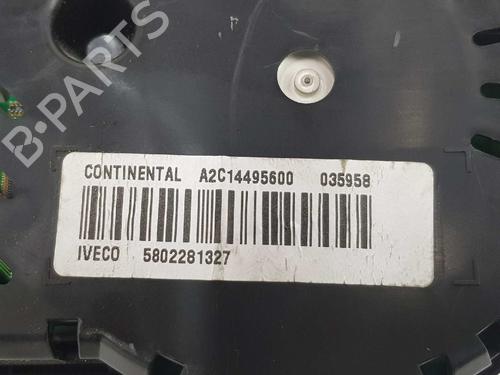 B-PARTS
CONTINENTAL A2C14495600 035958
IVECO 5802281327